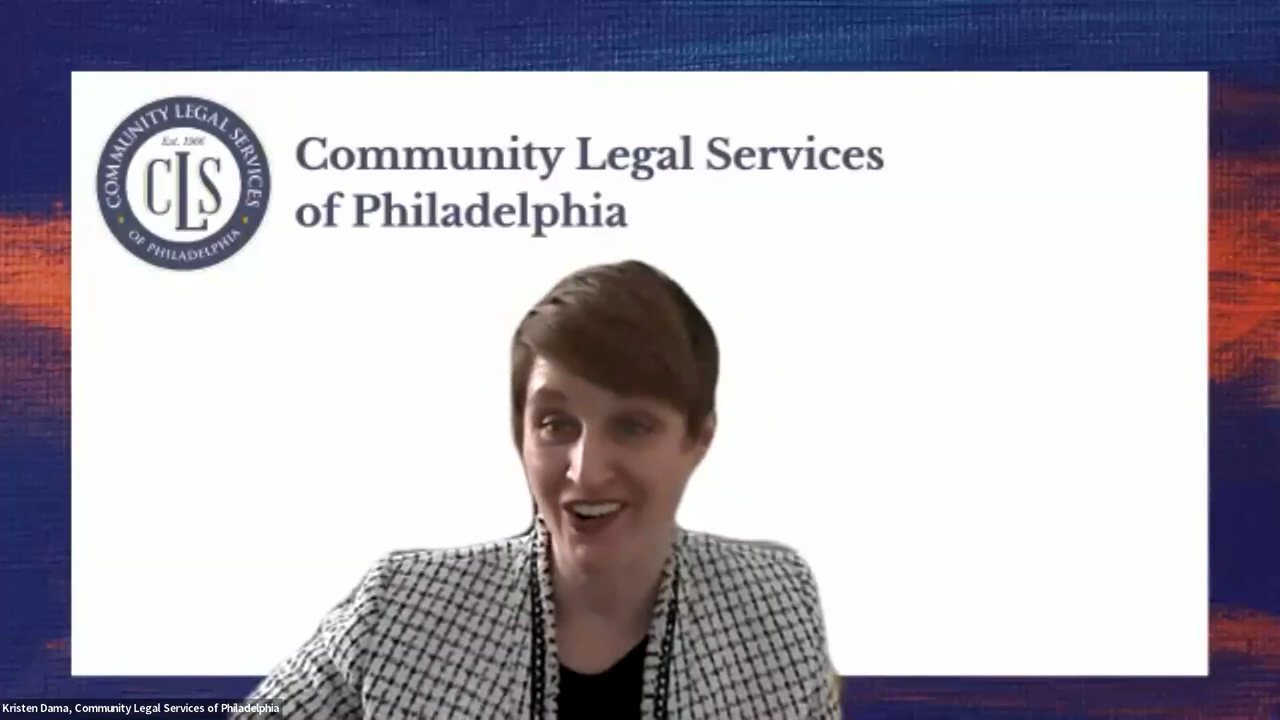 COMMUNITY LEGAL SERVICES
Est. 1966
CLS
OF PHILADELPHIA
Community Legal Services
of Philadelphia
Kristen Dama, Community Legal Services of Philadelphia